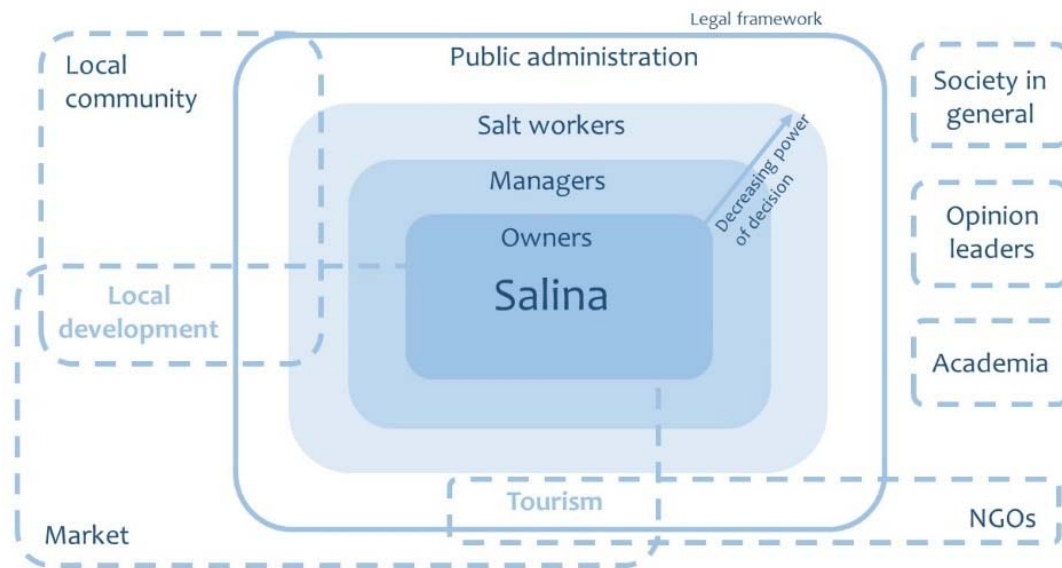 Legal framework
Local
community
Public administration
Society in
general
Salt workers
Decreasing power
of decision
Managers
Opinion
leaders
Owners
Salina
Local
development
Academia
Tourism
Market
NGOs